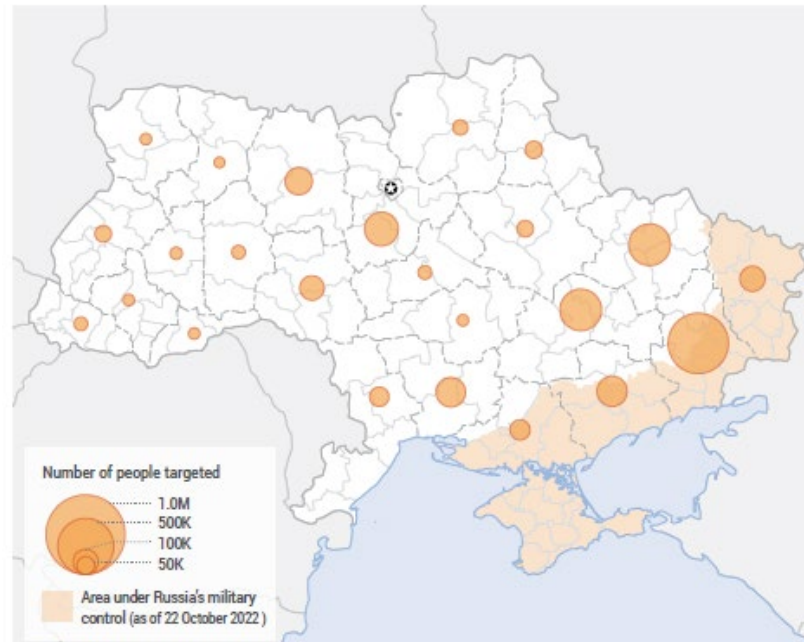 Number of people targeted
1.0M
500K
100K
50K
Area under Russia's military
control (as of 22 October 2022 )